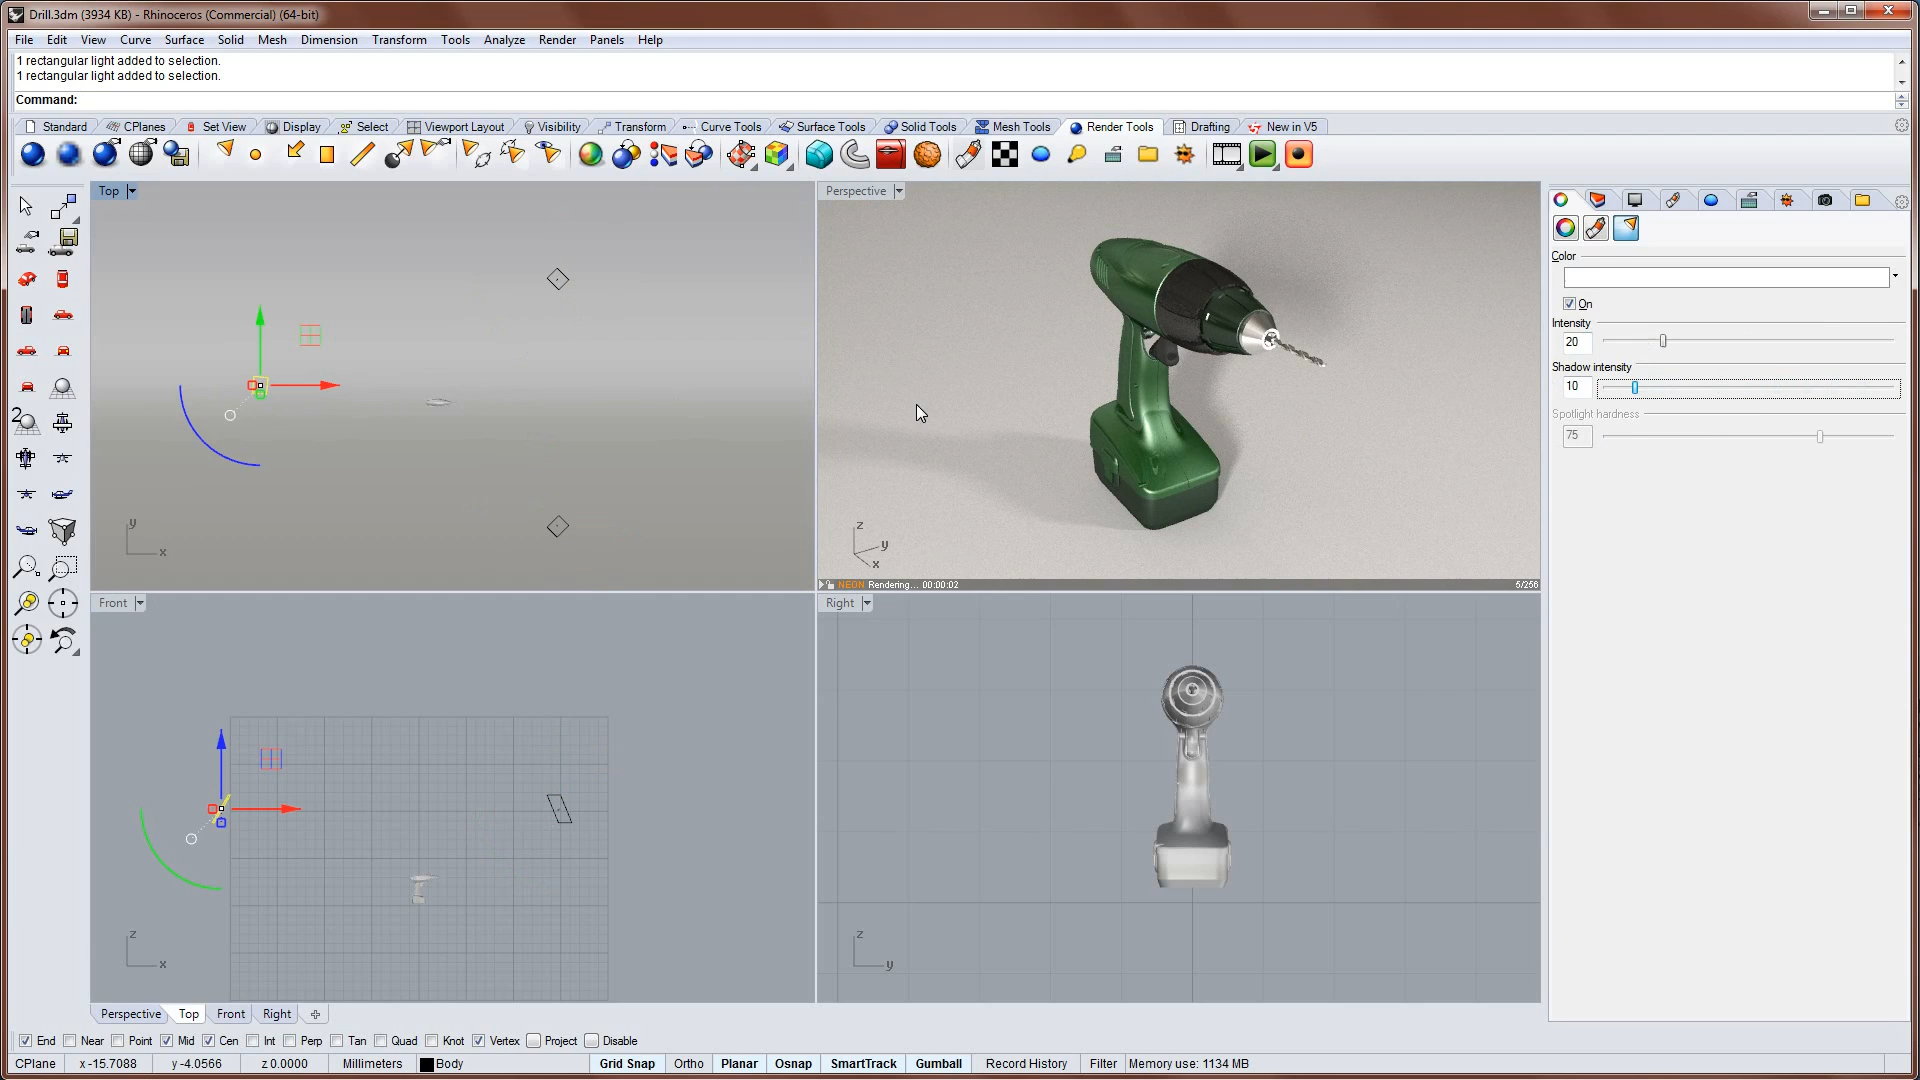 Drill.3dm (3934 KB) - Rhinoceros (Commercial) (64-bit)
File Edit View Curve Surface Solid Mesh Dimension Transform Tools Analyze Render Panels Help
1 rectangular light added to selection.
1 rectangular light added to selection.
Command:
Standard CPlanes Set View Display Select Viewport Layout Visibility Transform Curve Tools Surface Tools Solid Tools Mesh Tools Render Tools Drafting New in V5
Top
Perspective
Color
On
Intensity
20
Shadow intensity
10
Spotlight hardness
75
2
y
x
z
y
x
NEON Rendering... 00:00:02 5/256
Front
Right
z
x
z
y
Perspective Top Front Right
End Near Point Mid Cen Int Perp Tan Quad Knot Vertex Project Disable
CPlane x -15.7088 y -4.0566 z 0.0000 Millimeters Body Grid Snap Ortho Planar Osnap SmartTrack Gumball Record History Filter Memory use: 1134 MB